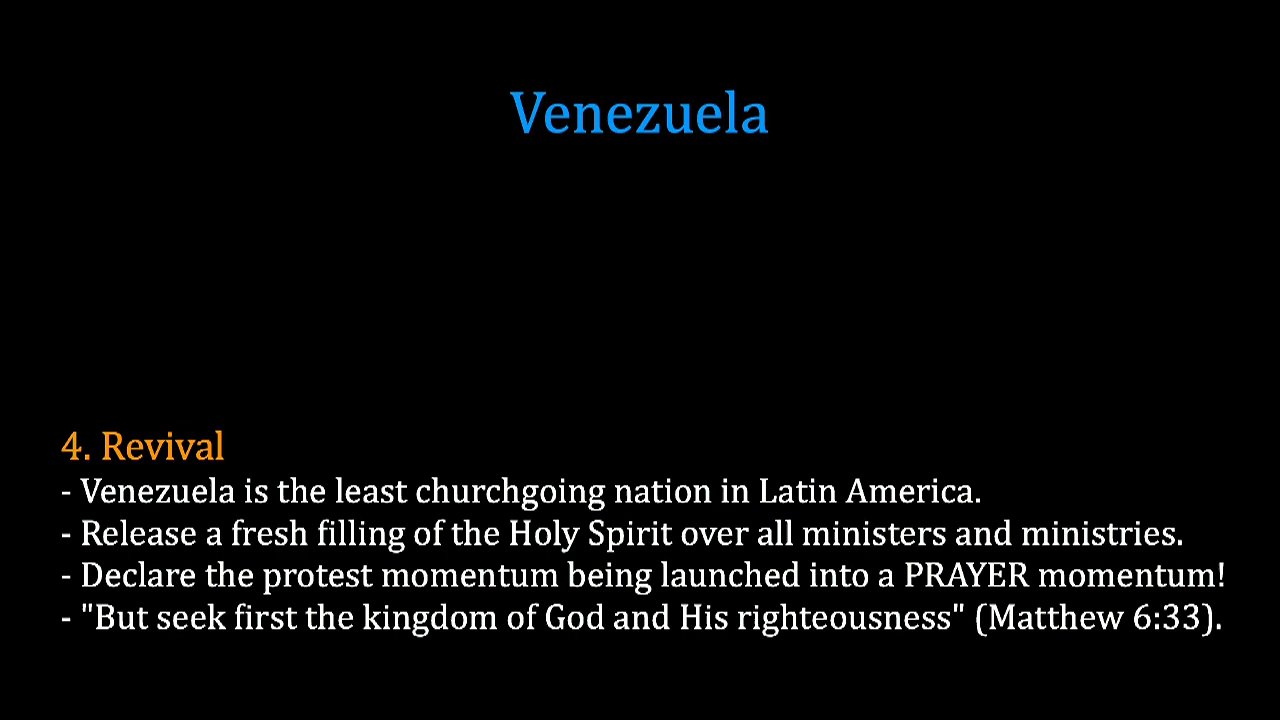 Venezuela
4. Revival
- Venezuela is the least churchgoing nation in Latin America.
- Release a fresh filling of the Holy Spirit over all ministers and ministries.
- Declare the protest momentum being launched into a PRAYER momentum!
- "But seek first the kingdom of God and His righteousness" (Matthew 6:33).